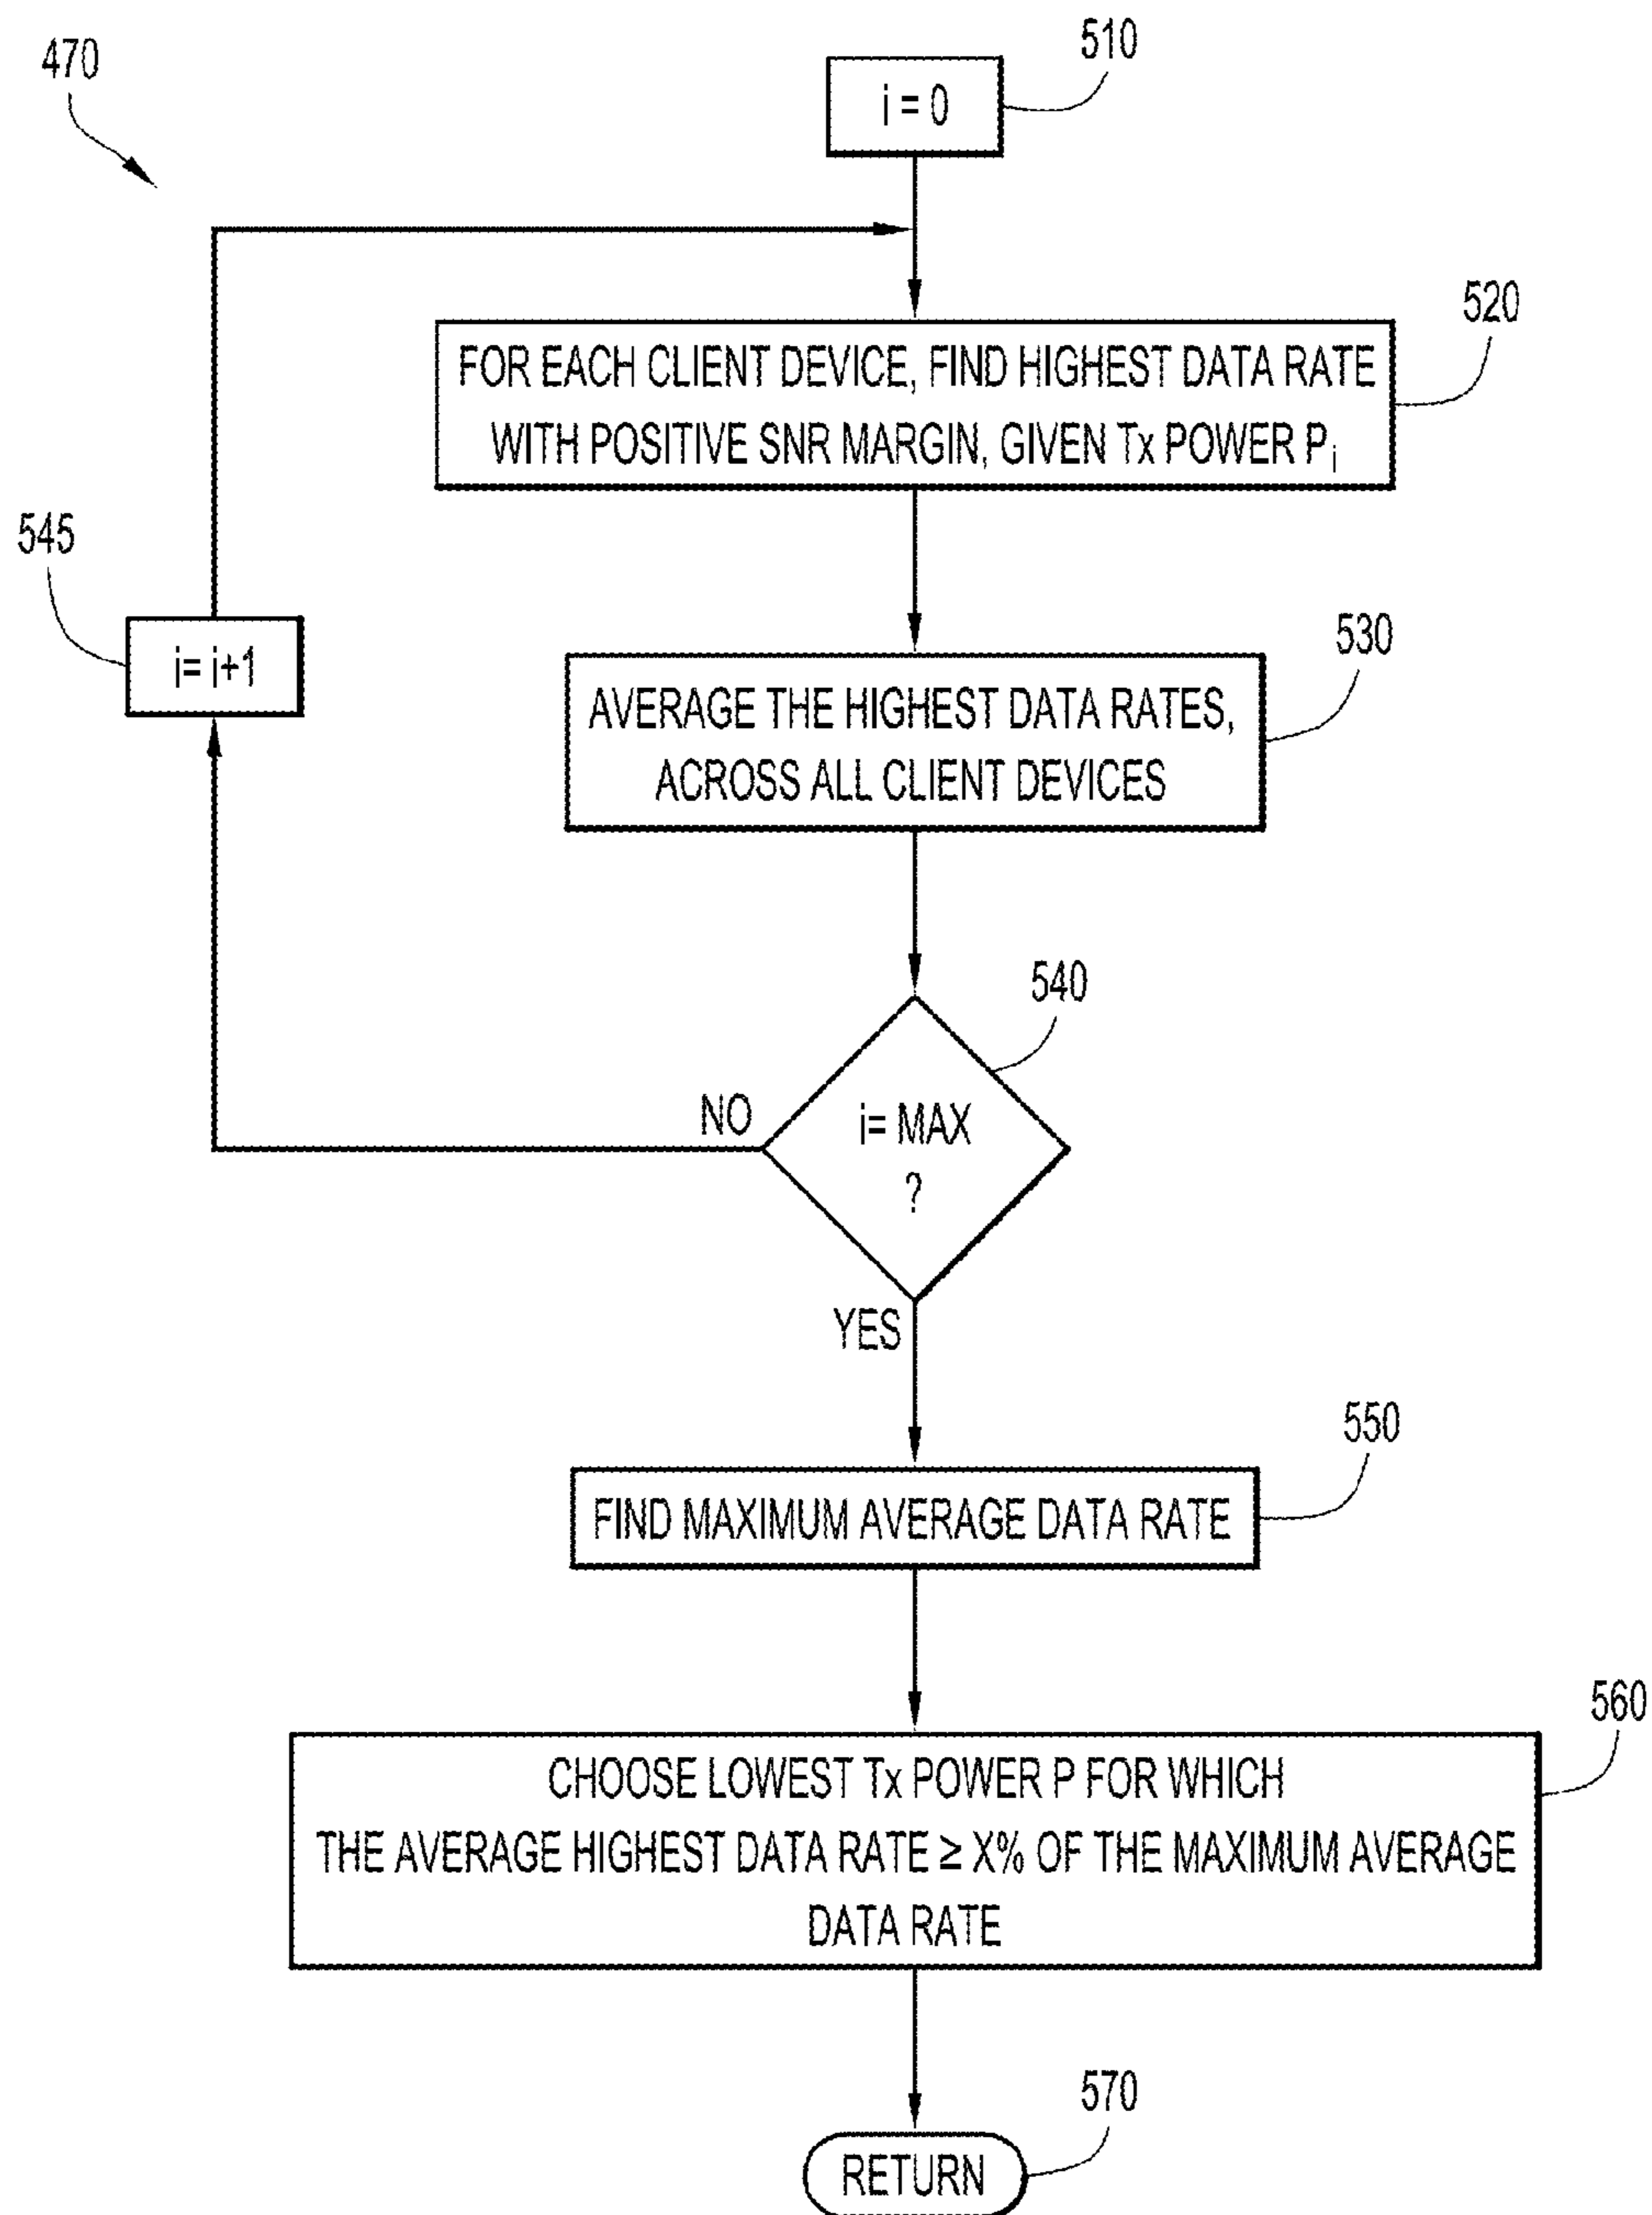 470
510
i = 0
520
FOR EACH CLIENT DEVICE, FIND HIGHEST DATA RATE
WITH POSITIVE SNR MARGIN, GIVEN Tx POWER Pi
545
i= i+1
530
AVERAGE THE HIGHEST DATA RATES,
ACROSS ALL CLIENT DEVICES
540
NO
i= MAX
?
YES
550
FIND MAXIMUM AVERAGE DATA RATE
560
CHOOSE LOWEST Tx POWER P FOR WHICH
THE AVERAGE HIGHEST DATA RATE ≥ X% OF THE MAXIMUM AVERAGE
DATA RATE
570
RETURN